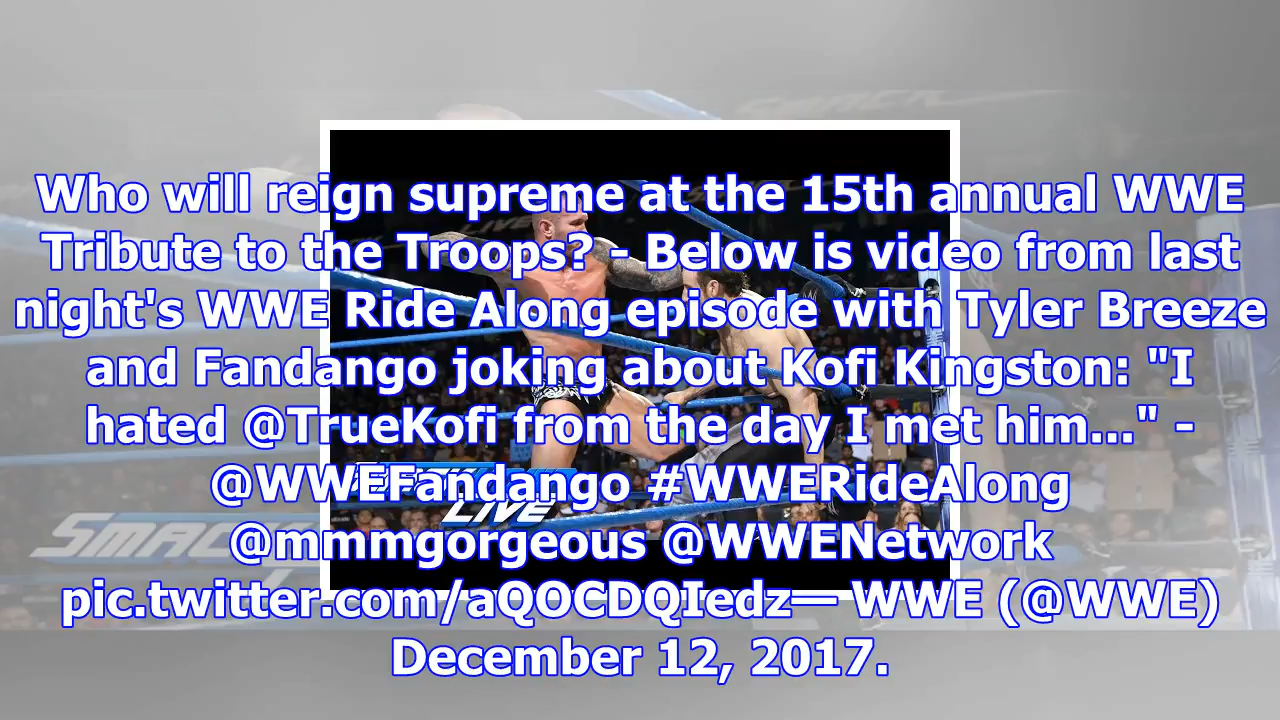 Who will reign supreme at the 15th annual WWE
Tribute to the Troops? - Below is video from last
night's WWE Ride Along episode with Tyler Breeze
and Fandango joking about Kofi Kingston: "I
hated @TrueKofi from the day I met him..." -
@WWEFandango #WWERideAlong
LIVE
@mmmgorgeous @WWENetwork
pic.twitter.com/aQOCDQIedz— WWE (@WWE)
December 12, 2017.